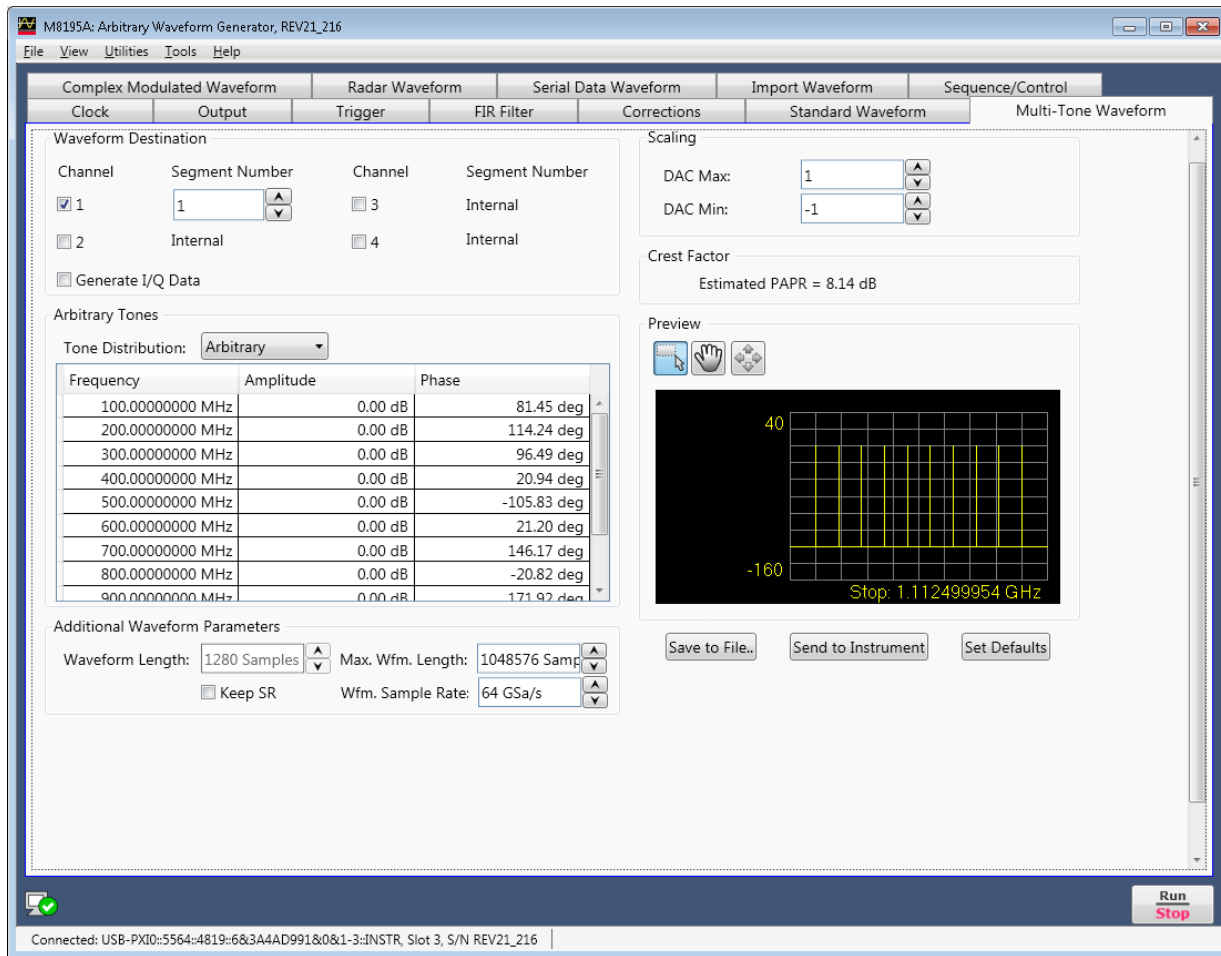 M8195A: Arbitrary Waveform Generator, REV21_216
File View Utilities Tools Help
Complex Modulated Waveform Radar Waveform Serial Data Waveform Import Waveform Sequence/Control
Clock Output Trigger FIR Filter Corrections Standard Waveform Multi-Tone Waveform
Waveform Destination
Channel Segment Number Channel Segment Number
1 1 3 Internal
2 Internal 4 Internal
Generate I/Q Data
Scaling
DAC Max: 1
DAC Min: -1
Crest Factor
Estimated PAPR = 8.14 dB
Arbitrary Tones
Tone Distribution: Arbitrary
Frequency Amplitude Phase
100.00000000 MHz 0.00 dB 81.45 deg
200.00000000 MHz 0.00 dB 114.24 deg
300.00000000 MHz 0.00 dB 96.49 deg
400.00000000 MHz 0.00 dB 20.94 deg
500.00000000 MHz 0.00 dB -105.83 deg
600.00000000 MHz 0.00 dB 21.20 deg
700.00000000 MHz 0.00 dB 146.17 deg
800.00000000 MHz 0.00 dB -20.82 deg
900.00000000 MHz 0.00 dB 171.92 deg
Preview
40
-160
Stop: 1.112499954 GHz
Additional Waveform Parameters
Waveform Length: 1280 Samples Max. Wfm. Length: 1048576 Samp
Keep SR Wfm. Sample Rate: 64 GSa/s
Save to File.. Send to Instrument Set Defaults
Run
Stop
Connected: USB-PXI0::5564::4819::6&3A4AD991&0&1-3::INSTR, Slot 3, S/N REV21_216